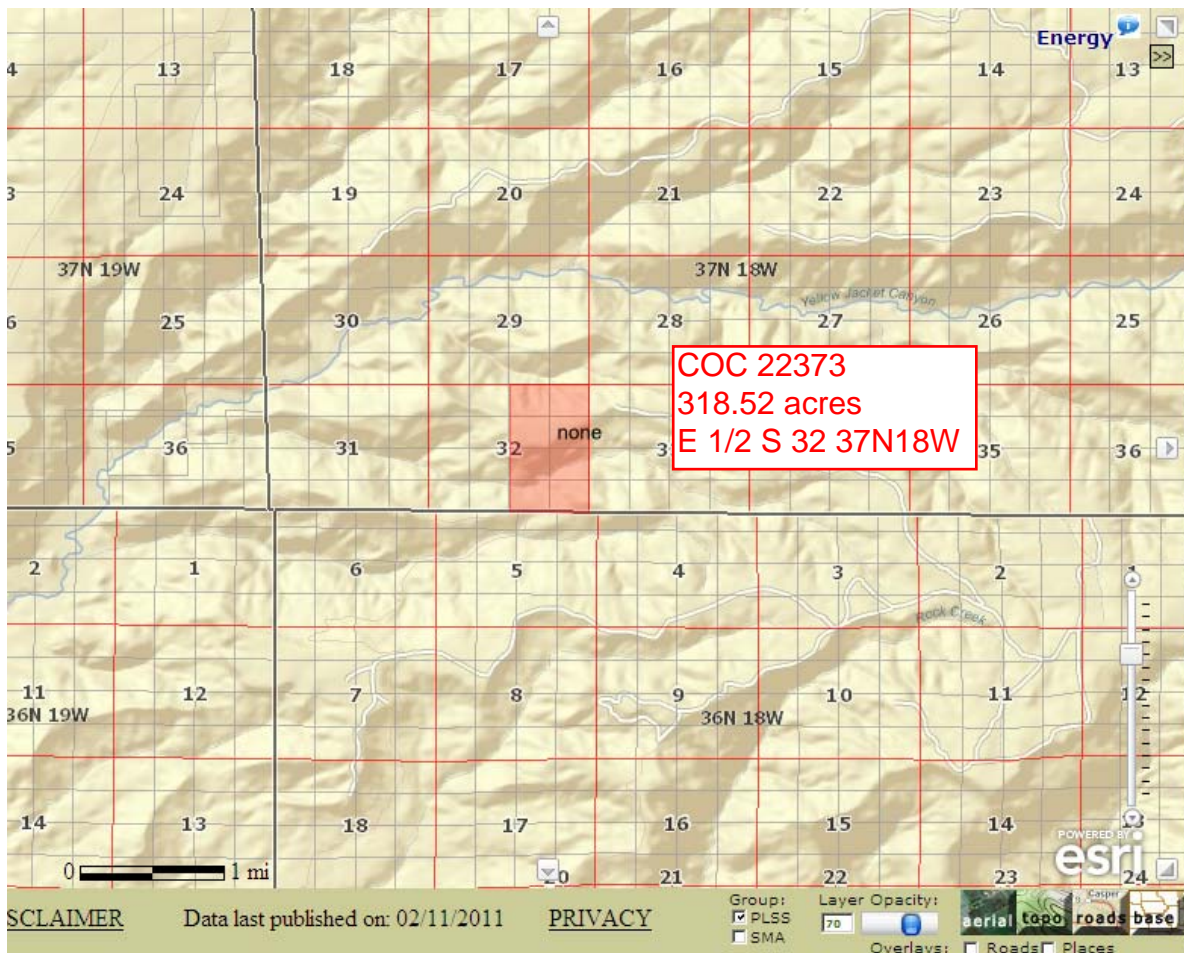 Energy
>>
4 13 18 17 16 15 14 13
3 24 19 20 21 22 23 24
37N 19W 37N 18W
Yellow Jacket Canyon
6 25 30 29 28 27 26 25
COC 22373
318.52 acres
E 1/2 S 32 37N18W
none
5 36 31 32 35 36
2 1 6 5 4 3 2 1
Rock Creek
11 12 7 8 9 10 11 12
36N 19W 36N 18W
14 13 18 17 16 15 14 13
POWERED BY
esri
0 1 mi
20 21 22 23 24
SCLAIMER Data last published on: 02/11/2011 PRIVACY
Group:
PLSS
SMA
Layer Opacity:
70
Casper
aerial topo roads base
Overlays: Roads Places